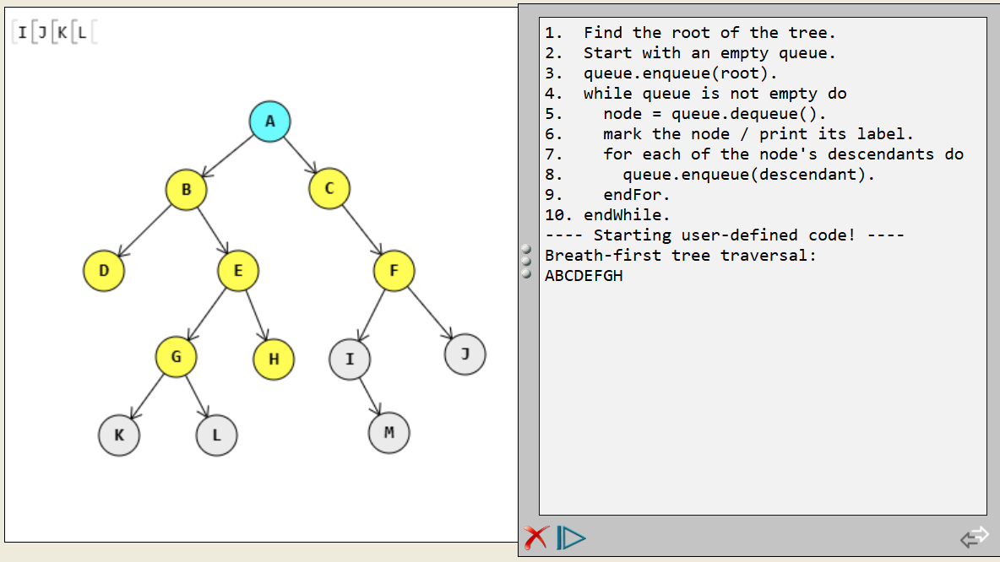 [I[J[K[L[
A
B
C
D
E
F
G
H
I
J
K
L
M
1. Find the root of the tree.
2. Start with an empty queue.
3. queue.enqueue(root).
4. while queue is not empty do
5. node = queue.dequeue().
6. mark the node / print its label.
7. for each of the node's descendants do
8. queue.enqueue(descendant).
9. endFor.
10. endWhile.
---- Starting user-defined code! ----
Breath-first tree traversal:
ABCDEFGH